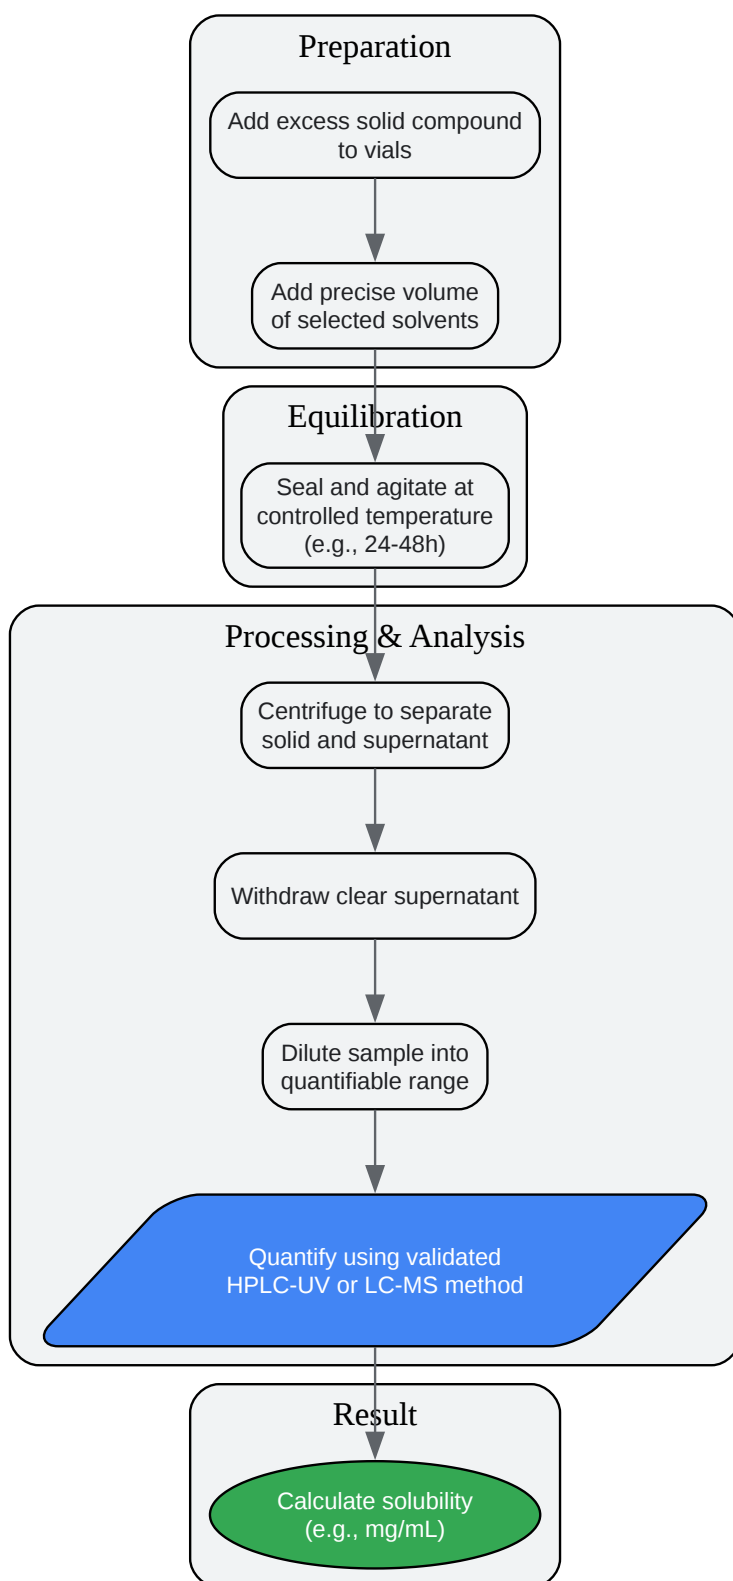 Preparation
Add excess solid compound
to vials
Add precise volume
of selected solvents
Equilibration
Seal and agitate at
controlled temperature
(e.g., 24-48h)
Processing & Analysis
Centrifuge to separate
solid and supernatant
Withdraw clear supernatant
Dilute sample into
quantifiable range
Quantify using validated
HPLC-UV or LC-MS method
Result
Calculate solubility
(e.g., mg/mL)